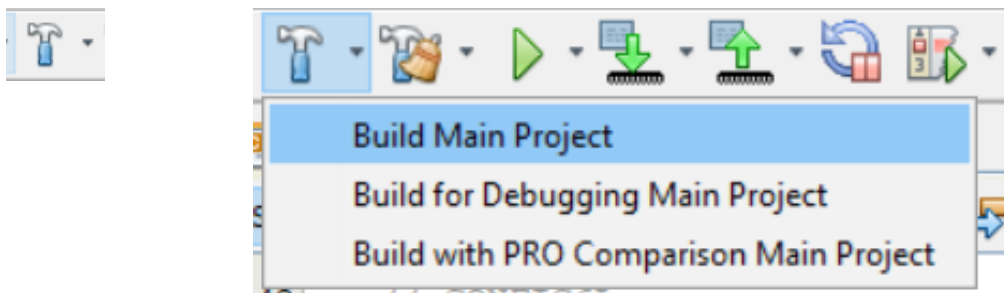 Build Main Project
Build for Debugging Main Project
Build with PRO Comparison Main Project